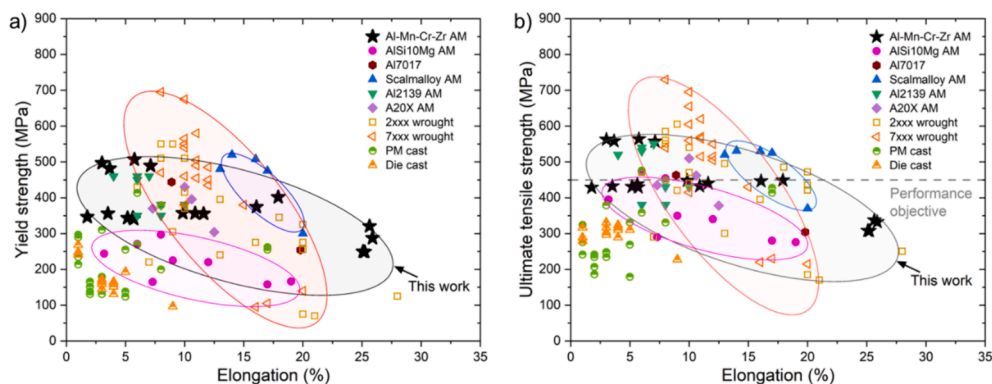 a)
Yield strength (MPa)
900
800
700
600
500
400
300
200
100
0
0 5 10 15 20 25 30 35
Elongation (%)
Al-Mn-Cr-Zr AM
AlSi10Mg AM
Al7017
Scalmalloy AM
Al2139 AM
A20X AM
2xxx wrought
7xxx wrought
PM cast
Die cast
This work
b)
Ultimate tensile strength (MPa)
900
800
700
600
500
400
300
200
100
0
0 5 10 15 20 25 30 35
Elongation (%)
Al-Mn-Cr-Zr AM
AlSi10Mg AM
Al7017
Scalmalloy AM
Al2139 AM
A20X AM
2xxx wrought
7xxx wrought
PM cast
Die cast
Performance
objective
This work